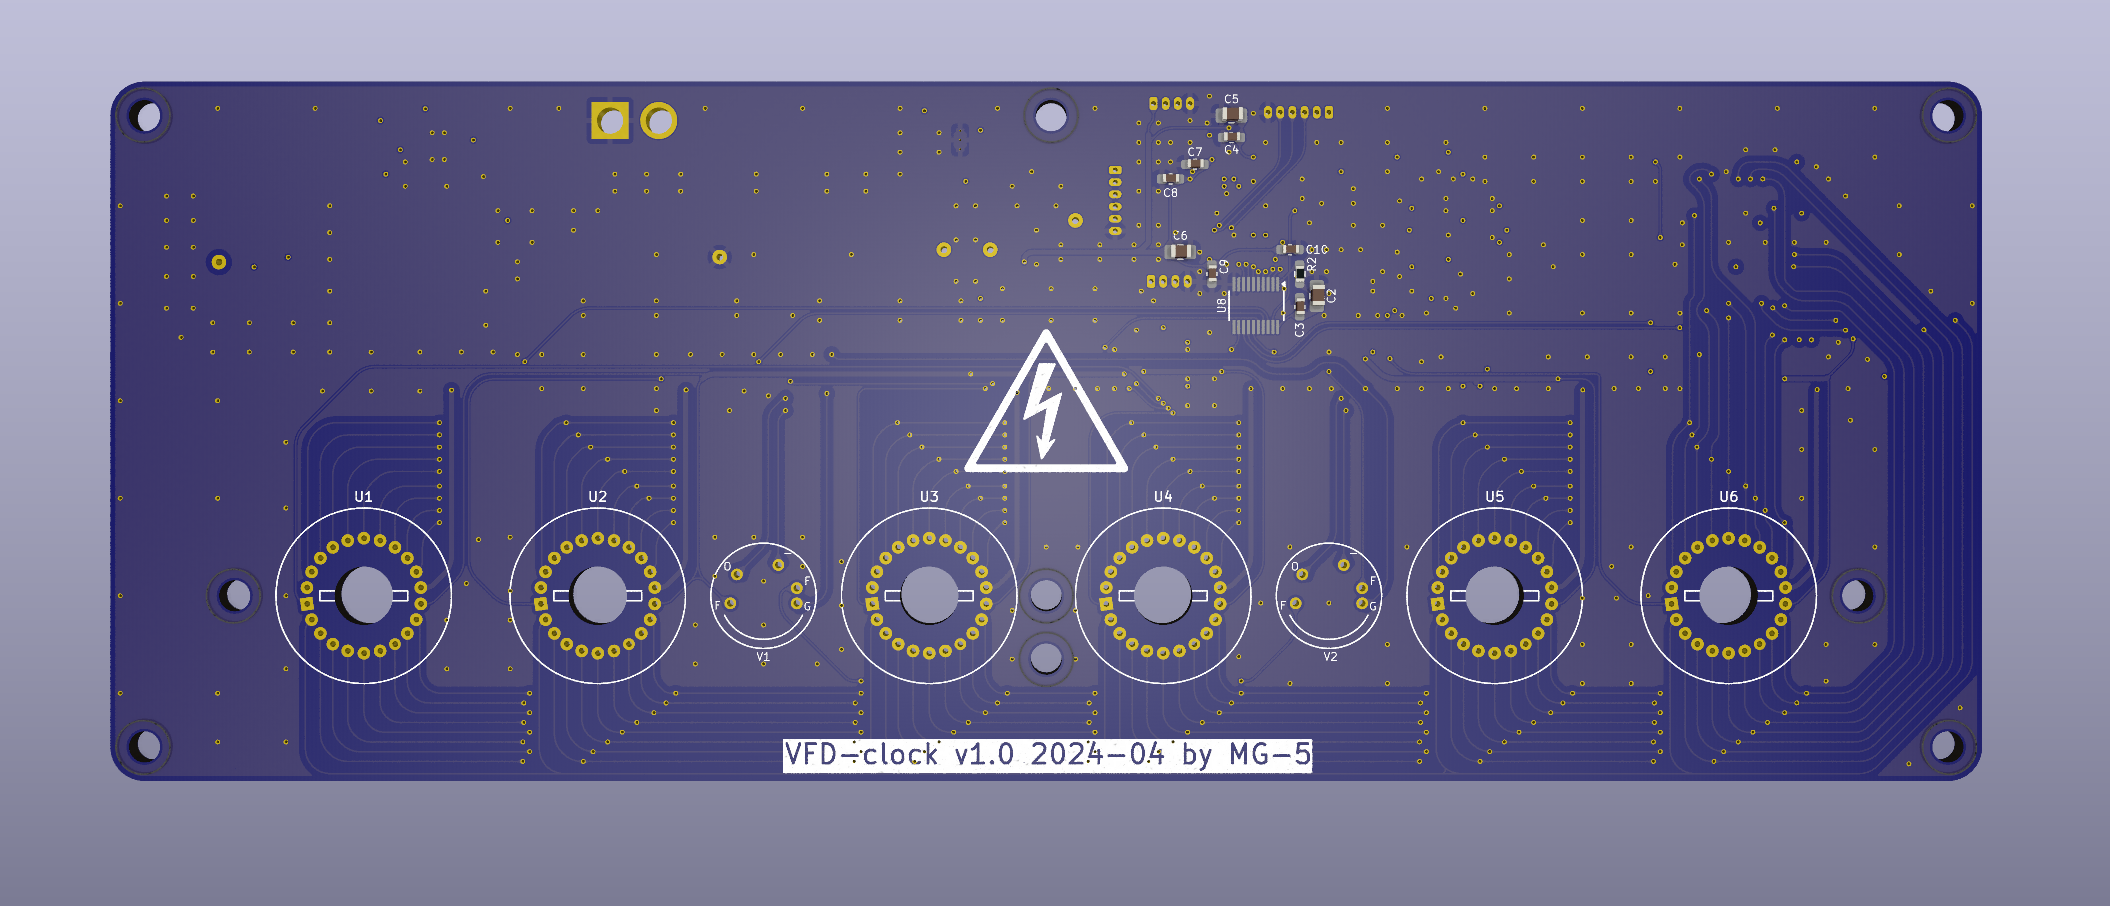 C5
C4
C7
C8
C6
C9
C10
R2
C2
U8
C3
U1
U2
U3
U4
U5
U6
O
−
F
F
G
V1
O
−
F
F
G
V2
VFD-clock v1.0 2024-04 by MG-5